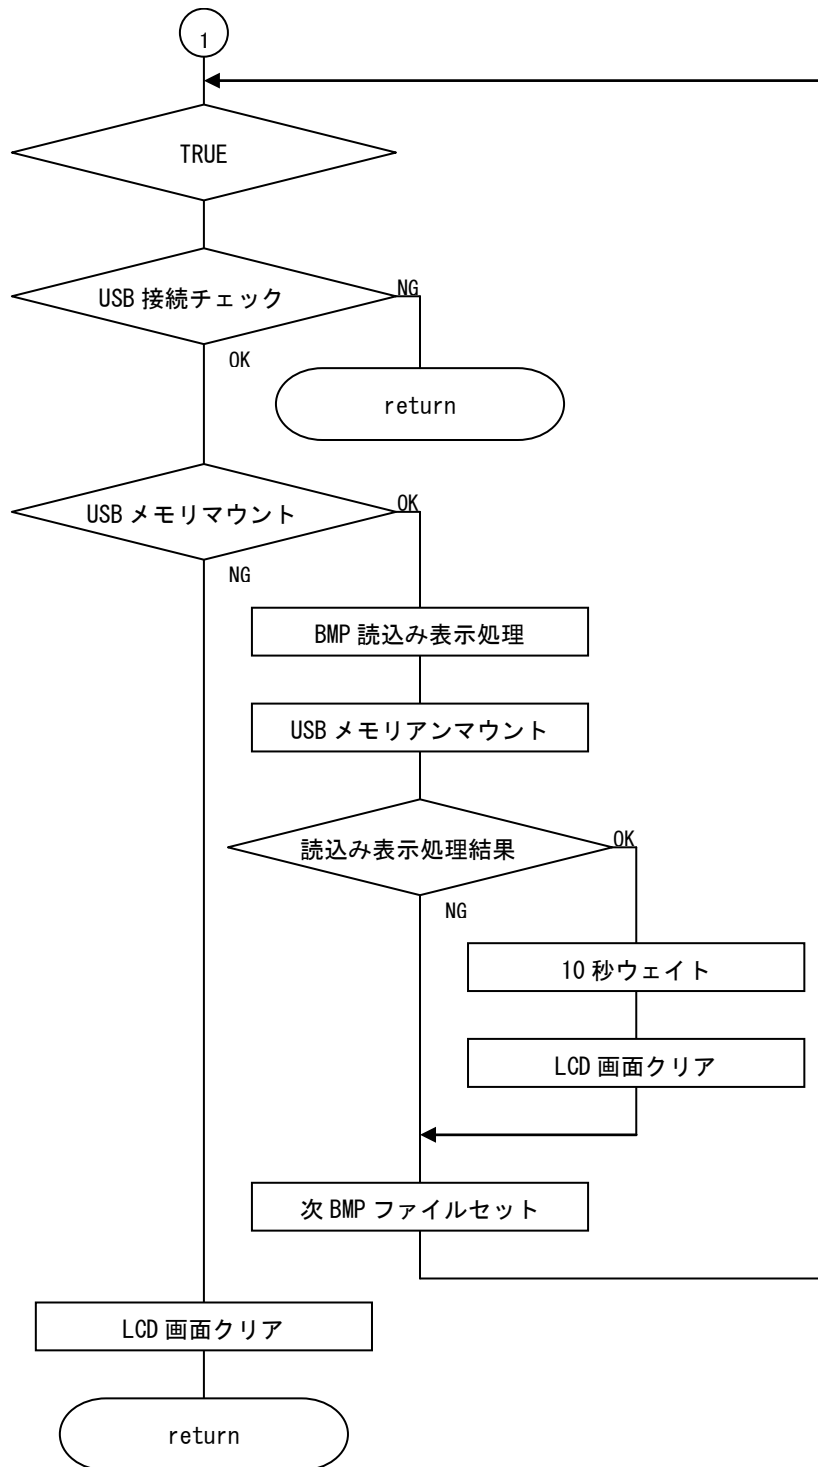 1
TRUE
USB 接続チェック
NG
OK
return
USB メモリマウント
OK
NG
BMP 読込み表示処理
USB メモリアンマウント
読込み表示処理結果
OK
NG
10 秒ウェイト
LCD 画面クリア
次 BMP ファイルセット
LCD 画面クリア
return